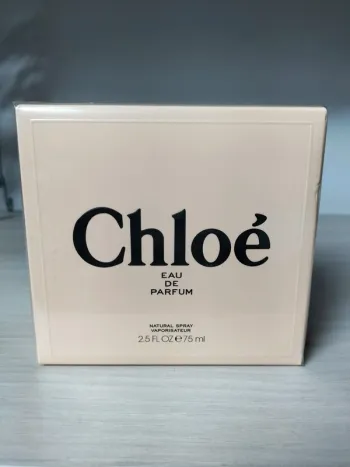 Chloé
EAU
DE
PARFUM
NATURAL SPRAY
VAPORISATEUR
2.5 FL OZ ℮ 75 ml